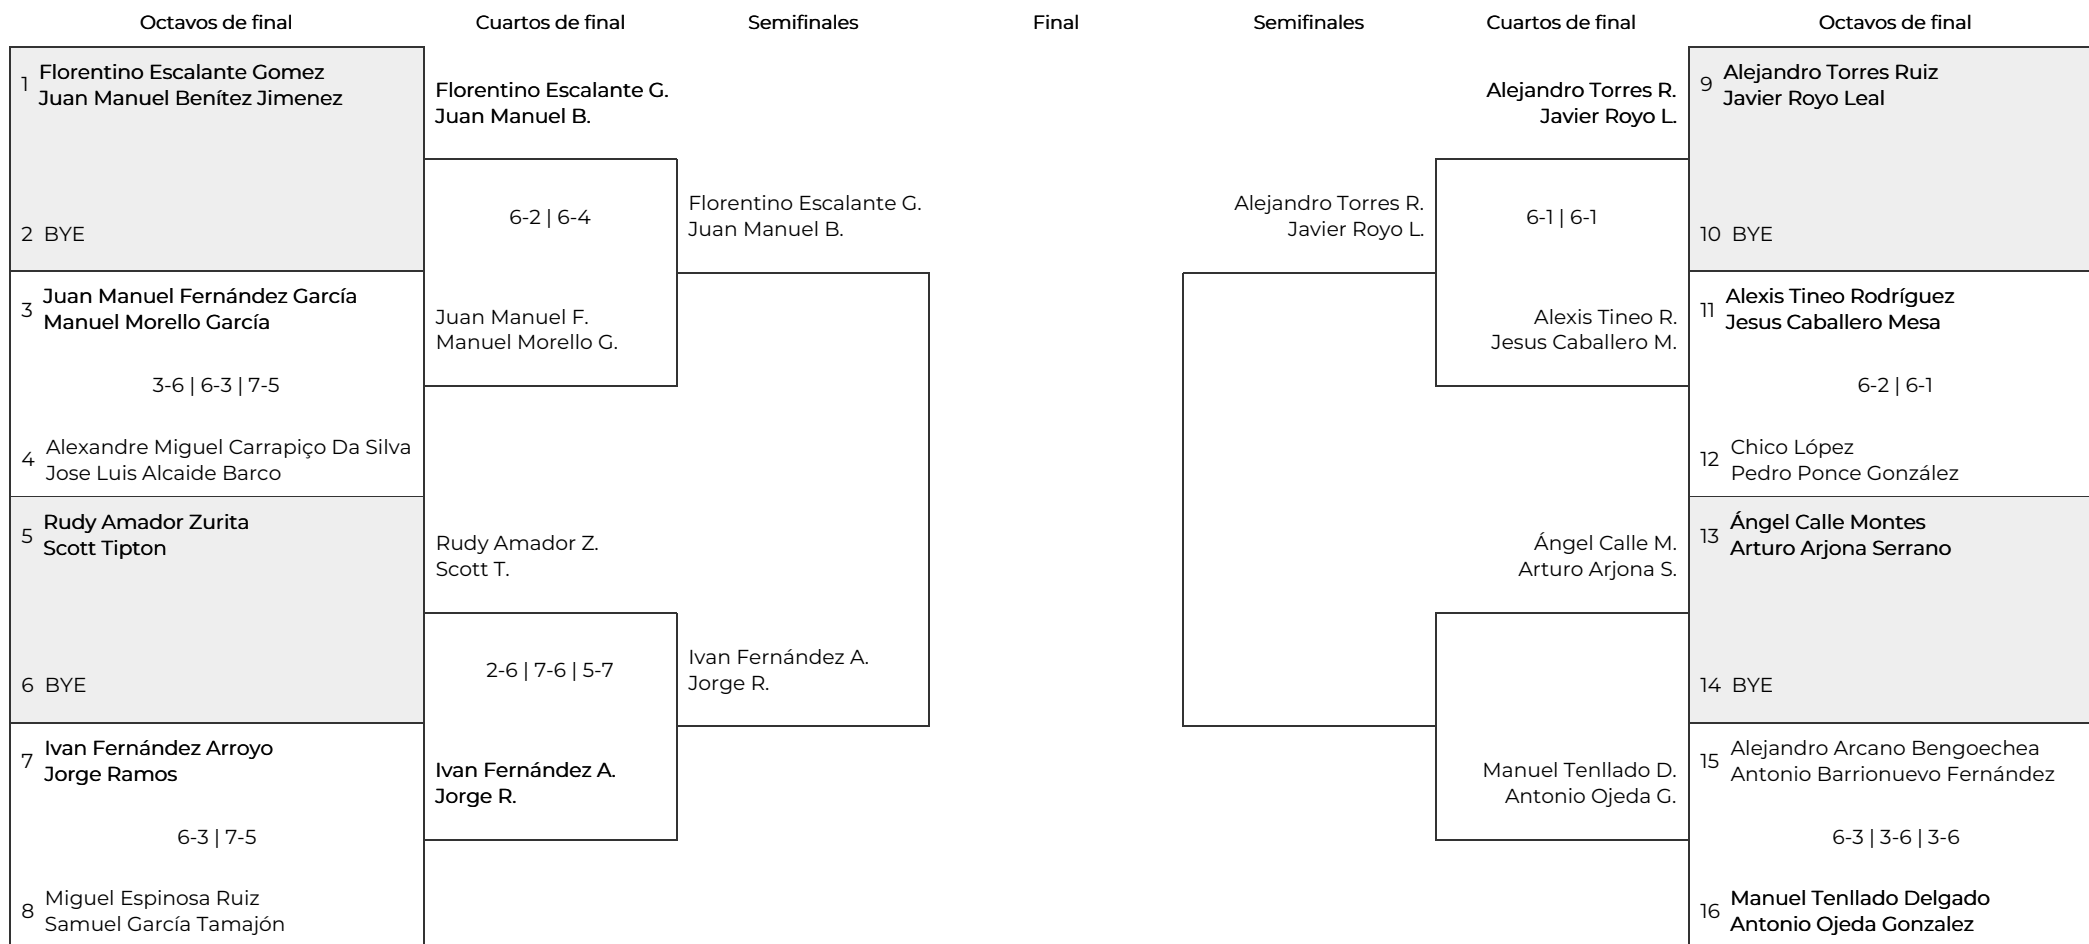 Octavos de final
Cuartos de final
Semifinales
Final
Semifinales
Cuartos de final
Octavos de final
1
Florentino Escalante Gomez
Juan Manuel Benítez Jimenez
2 BYE
3
Juan Manuel Fernández García
Manuel Morello García
3-6 | 6-3 | 7-5
4
Alexandre Miguel Carrapiço Da Silva
Jose Luis Alcaide Barco
5
Rudy Amador Zurita
Scott Tipton
6 BYE
7
Ivan Fernández Arroyo
Jorge Ramos
6-3 | 7-5
8
Miguel Espinosa Ruiz
Samuel García Tamajón
Florentino Escalante G.
Juan Manuel B.
6-2 | 6-4
Juan Manuel F.
Manuel Morello G.
Rudy Amador Z.
Scott T.
2-6 | 7-6 | 5-7
Ivan Fernández A.
Jorge R.
Florentino Escalante G.
Juan Manuel B.
Ivan Fernández A.
Jorge R.
Alejandro Torres R.
Javier Royo L.
Alejandro Torres R.
Javier Royo L.
6-1 | 6-1
Alexis Tineo R.
Jesus Caballero M.
Ángel Calle M.
Arturo Arjona S.
Manuel Tenllado D.
Antonio Ojeda G.
9
Alejandro Torres Ruiz
Javier Royo Leal
10 BYE
11
Alexis Tineo Rodríguez
Jesus Caballero Mesa
6-2 | 6-1
12
Chico López
Pedro Ponce González
13
Ángel Calle Montes
Arturo Arjona Serrano
14 BYE
15
Alejandro Arcano Bengoechea
Antonio Barrionuevo Fernández
6-3 | 3-6 | 3-6
16
Manuel Tenllado Delgado
Antonio Ojeda Gonzalez